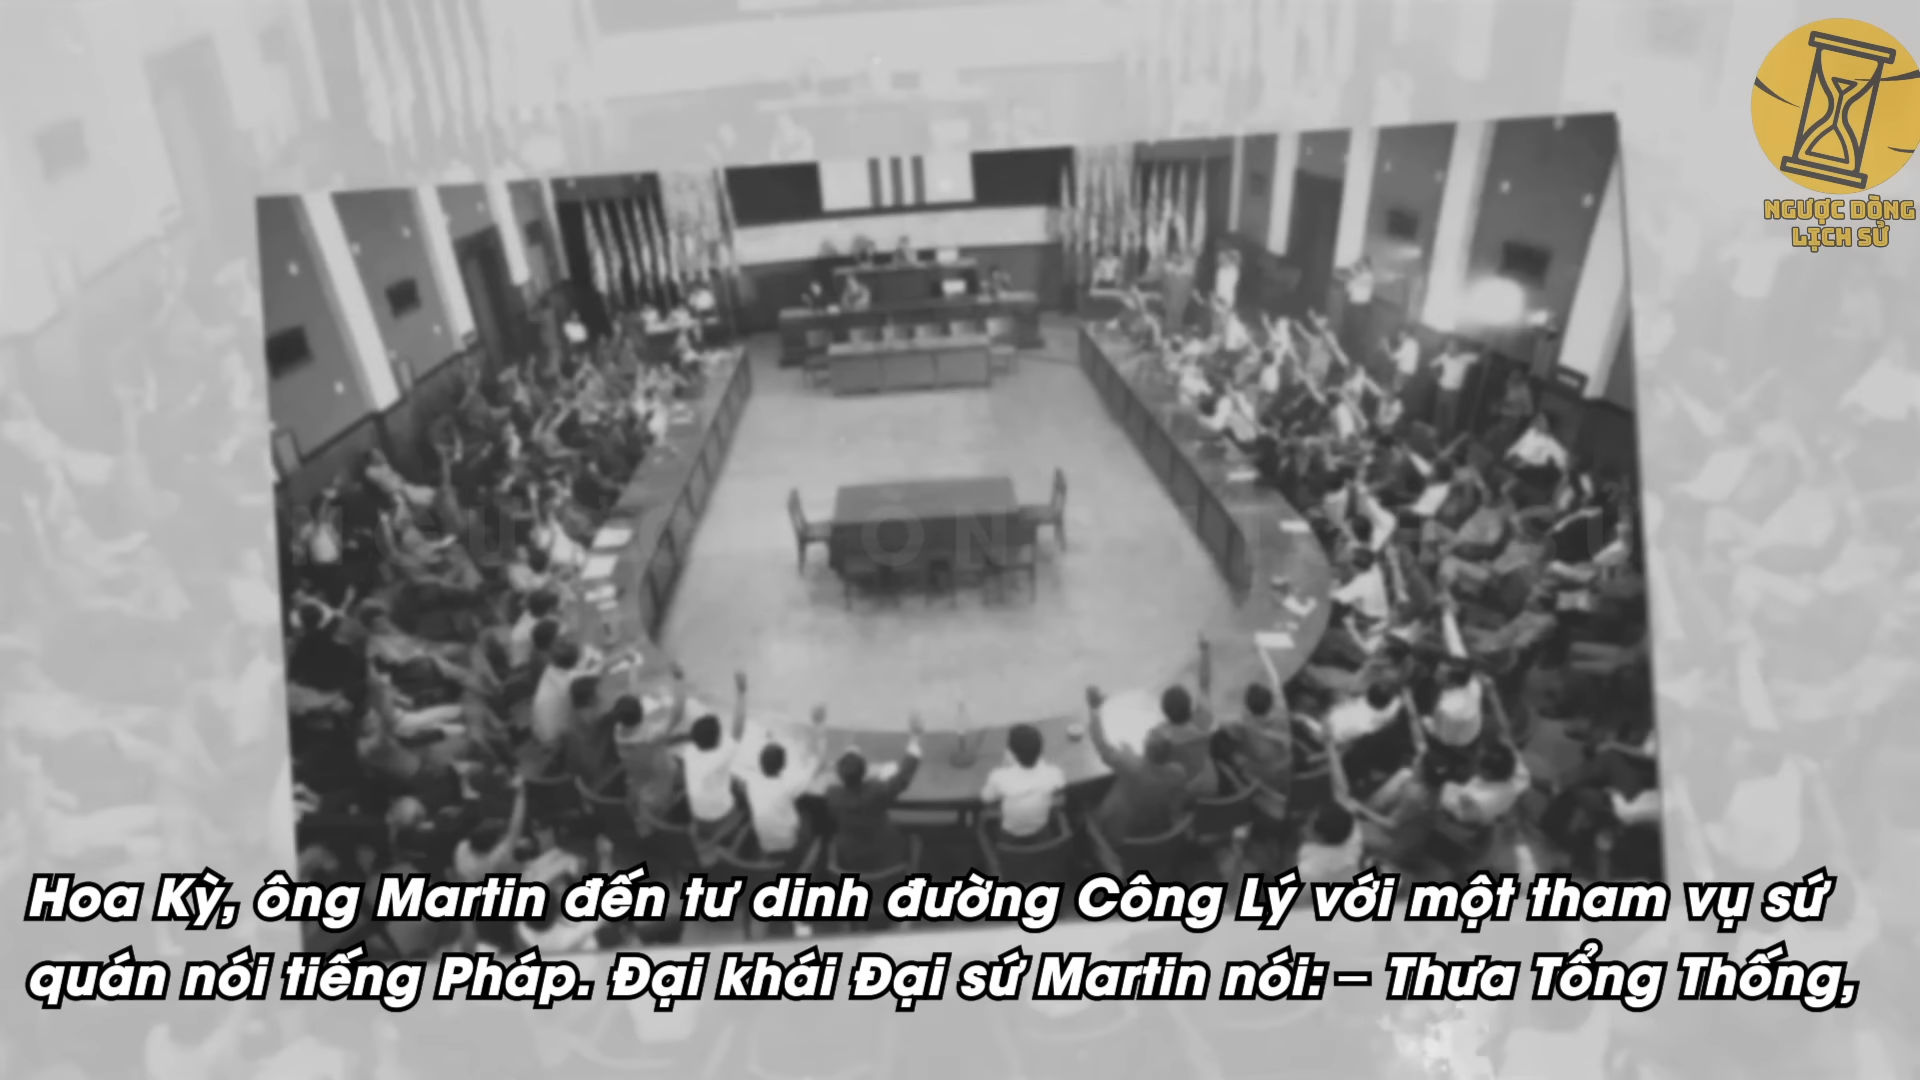 NGƯỢC DÒNG
LỊCH SỬ
Hoa Kỳ, ông Martin đến tư dinh đường Công Lý với một tham vụ sứ
quán nói tiếng Pháp. Đại khái Đại sứ Martin nói: – Thưa Tổng Thống,